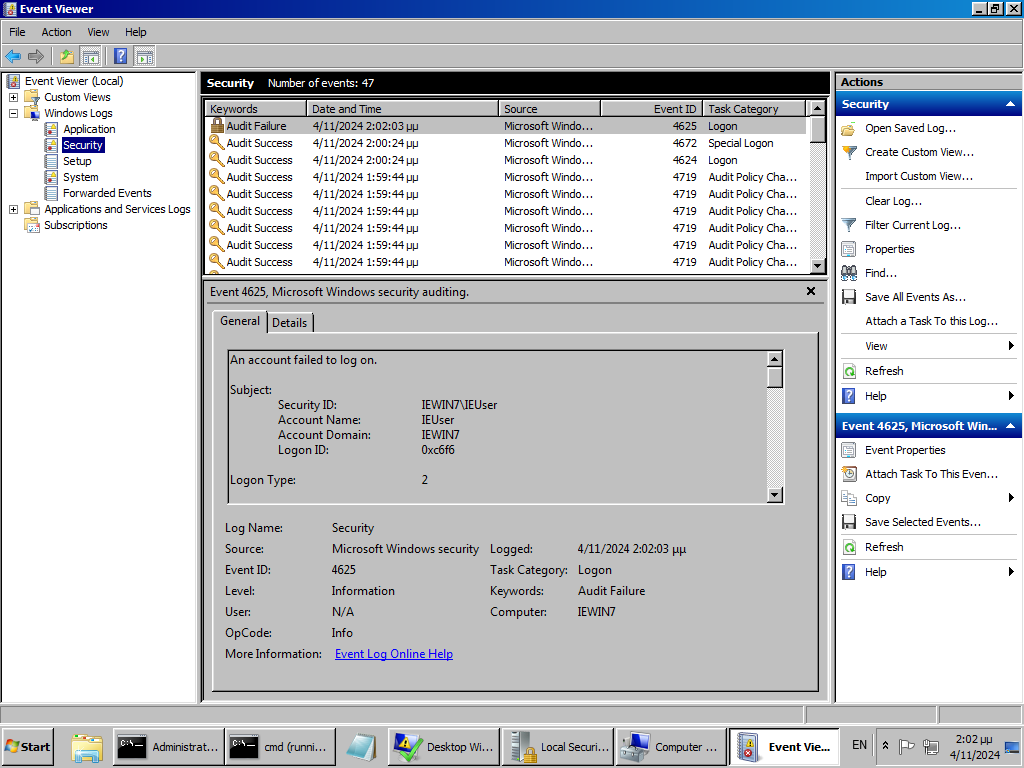 Event Viewer
File Action View Help
Event Viewer (Local)
Custom Views
Windows Logs
Application
Security
Setup
System
Forwarded Events
Applications and Services Logs
Subscriptions
Security Number of events: 47
Keywords Date and Time Source Event ID Task Category
Audit Failure 4/11/2024 2:02:03 μμ Microsoft Windo... 4625 Logon
Audit Success 4/11/2024 2:00:24 μμ Microsoft Windo... 4672 Special Logon
Audit Success 4/11/2024 2:00:24 μμ Microsoft Windo... 4624 Logon
Audit Success 4/11/2024 1:59:44 μμ Microsoft Windo... 4719 Audit Policy Cha...
Audit Success 4/11/2024 1:59:44 μμ Microsoft Windo... 4719 Audit Policy Cha...
Audit Success 4/11/2024 1:59:44 μμ Microsoft Windo... 4719 Audit Policy Cha...
Audit Success 4/11/2024 1:59:44 μμ Microsoft Windo... 4719 Audit Policy Cha...
Audit Success 4/11/2024 1:59:44 μμ Microsoft Windo... 4719 Audit Policy Cha...
Audit Success 4/11/2024 1:59:44 μμ Microsoft Windo... 4719 Audit Policy Cha...
Event 4625, Microsoft Windows security auditing.
General Details
An account failed to log on.
Subject:
Security ID: IEWIN7\IEUser
Account Name: IEUser
Account Domain: IEWIN7
Logon ID: 0xc6f6
Logon Type: 2
Log Name: Security
Source: Microsoft Windows security Logged: 4/11/2024 2:02:03 μμ
Event ID: 4625 Task Category: Logon
Level: Information Keywords: Audit Failure
User: N/A Computer: IEWIN7
OpCode: Info
More Information: Event Log Online Help
Actions
Security
Open Saved Log...
Create Custom View...
Import Custom View...
Clear Log...
Filter Current Log...
Properties
Find...
Save All Events As...
Attach a Task To this Log...
View
Refresh
Help
Event 4625, Microsoft Win...
Event Properties
Attach Task To This Even...
Copy
Save Selected Events...
Refresh
Help
Start Administrat... cmd (runni... Desktop Wi... Local Securi... Computer ... Event Vie... EN 2:02 μμ
4/11/2024